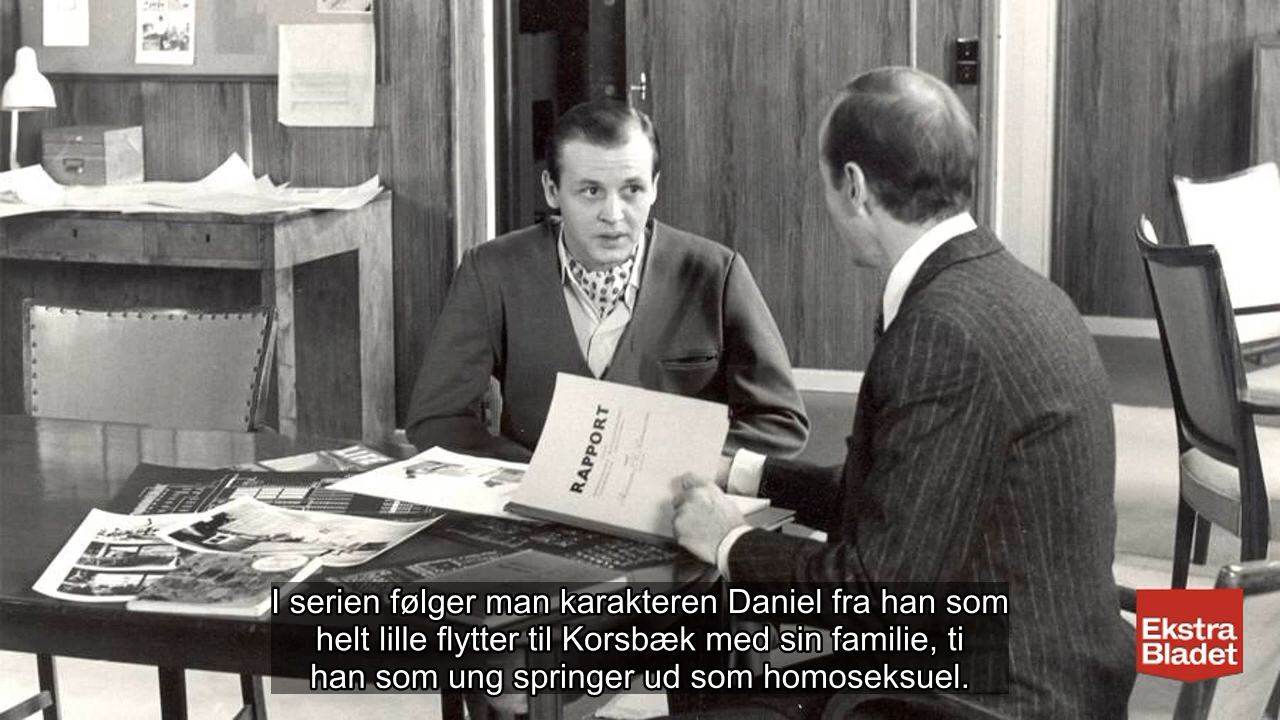 RAPPORT
I serien følger man karakteren Daniel fra han som
helt lille flytter til Korsbæk med sin familie, ti
han som ung springer ud som homoseksuel.
Ekstra
Bladet